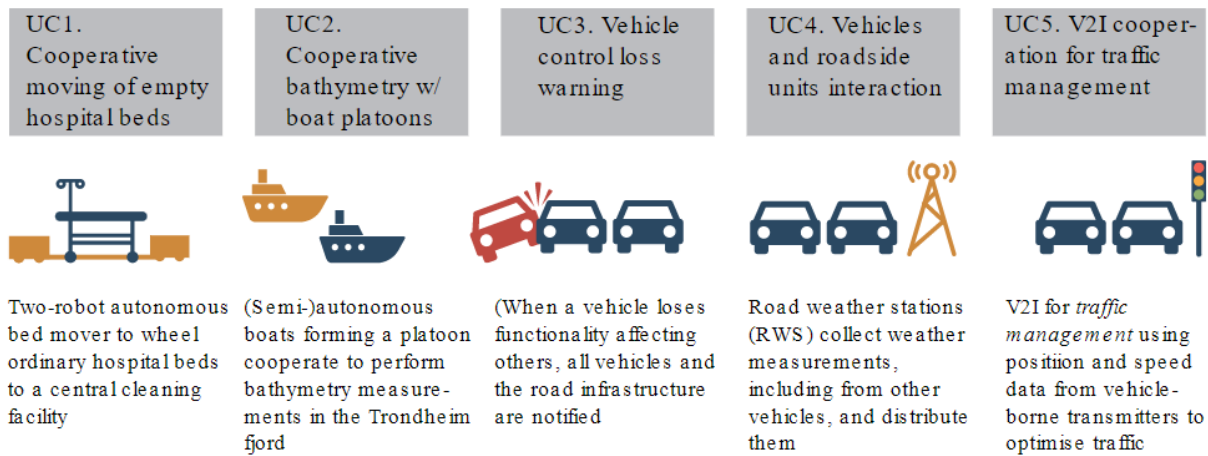 UC1.
Cooperative
moving of empty
hospital beds
UC2.
Cooperative
bathymetry w/
boat platoons
UC3. Vehicle
control loss
warning
UC4. Vehicles
and roadside
units interaction
UC5. V2I cooper-
ation for traffic
management
Two-robot autonomous
bed mover to wheel
ordinary hospital beds
to a central cleaning
facility
(Semi-)autonomous
boats forming a platoon
cooperate to perform
bathymetry measure-
ments in the Trondheim
fjord
(When a vehicle loses
functionality affecting
others, all vehicles and
the road infrastructure
are notified
Road weather stations
(RWS) collect weather
measurements,
including from other
vehicles, and distribute
them
V2I for traffic
management using
positiion and speed
data from vehicle-
borne transmitters to
optimise traffic